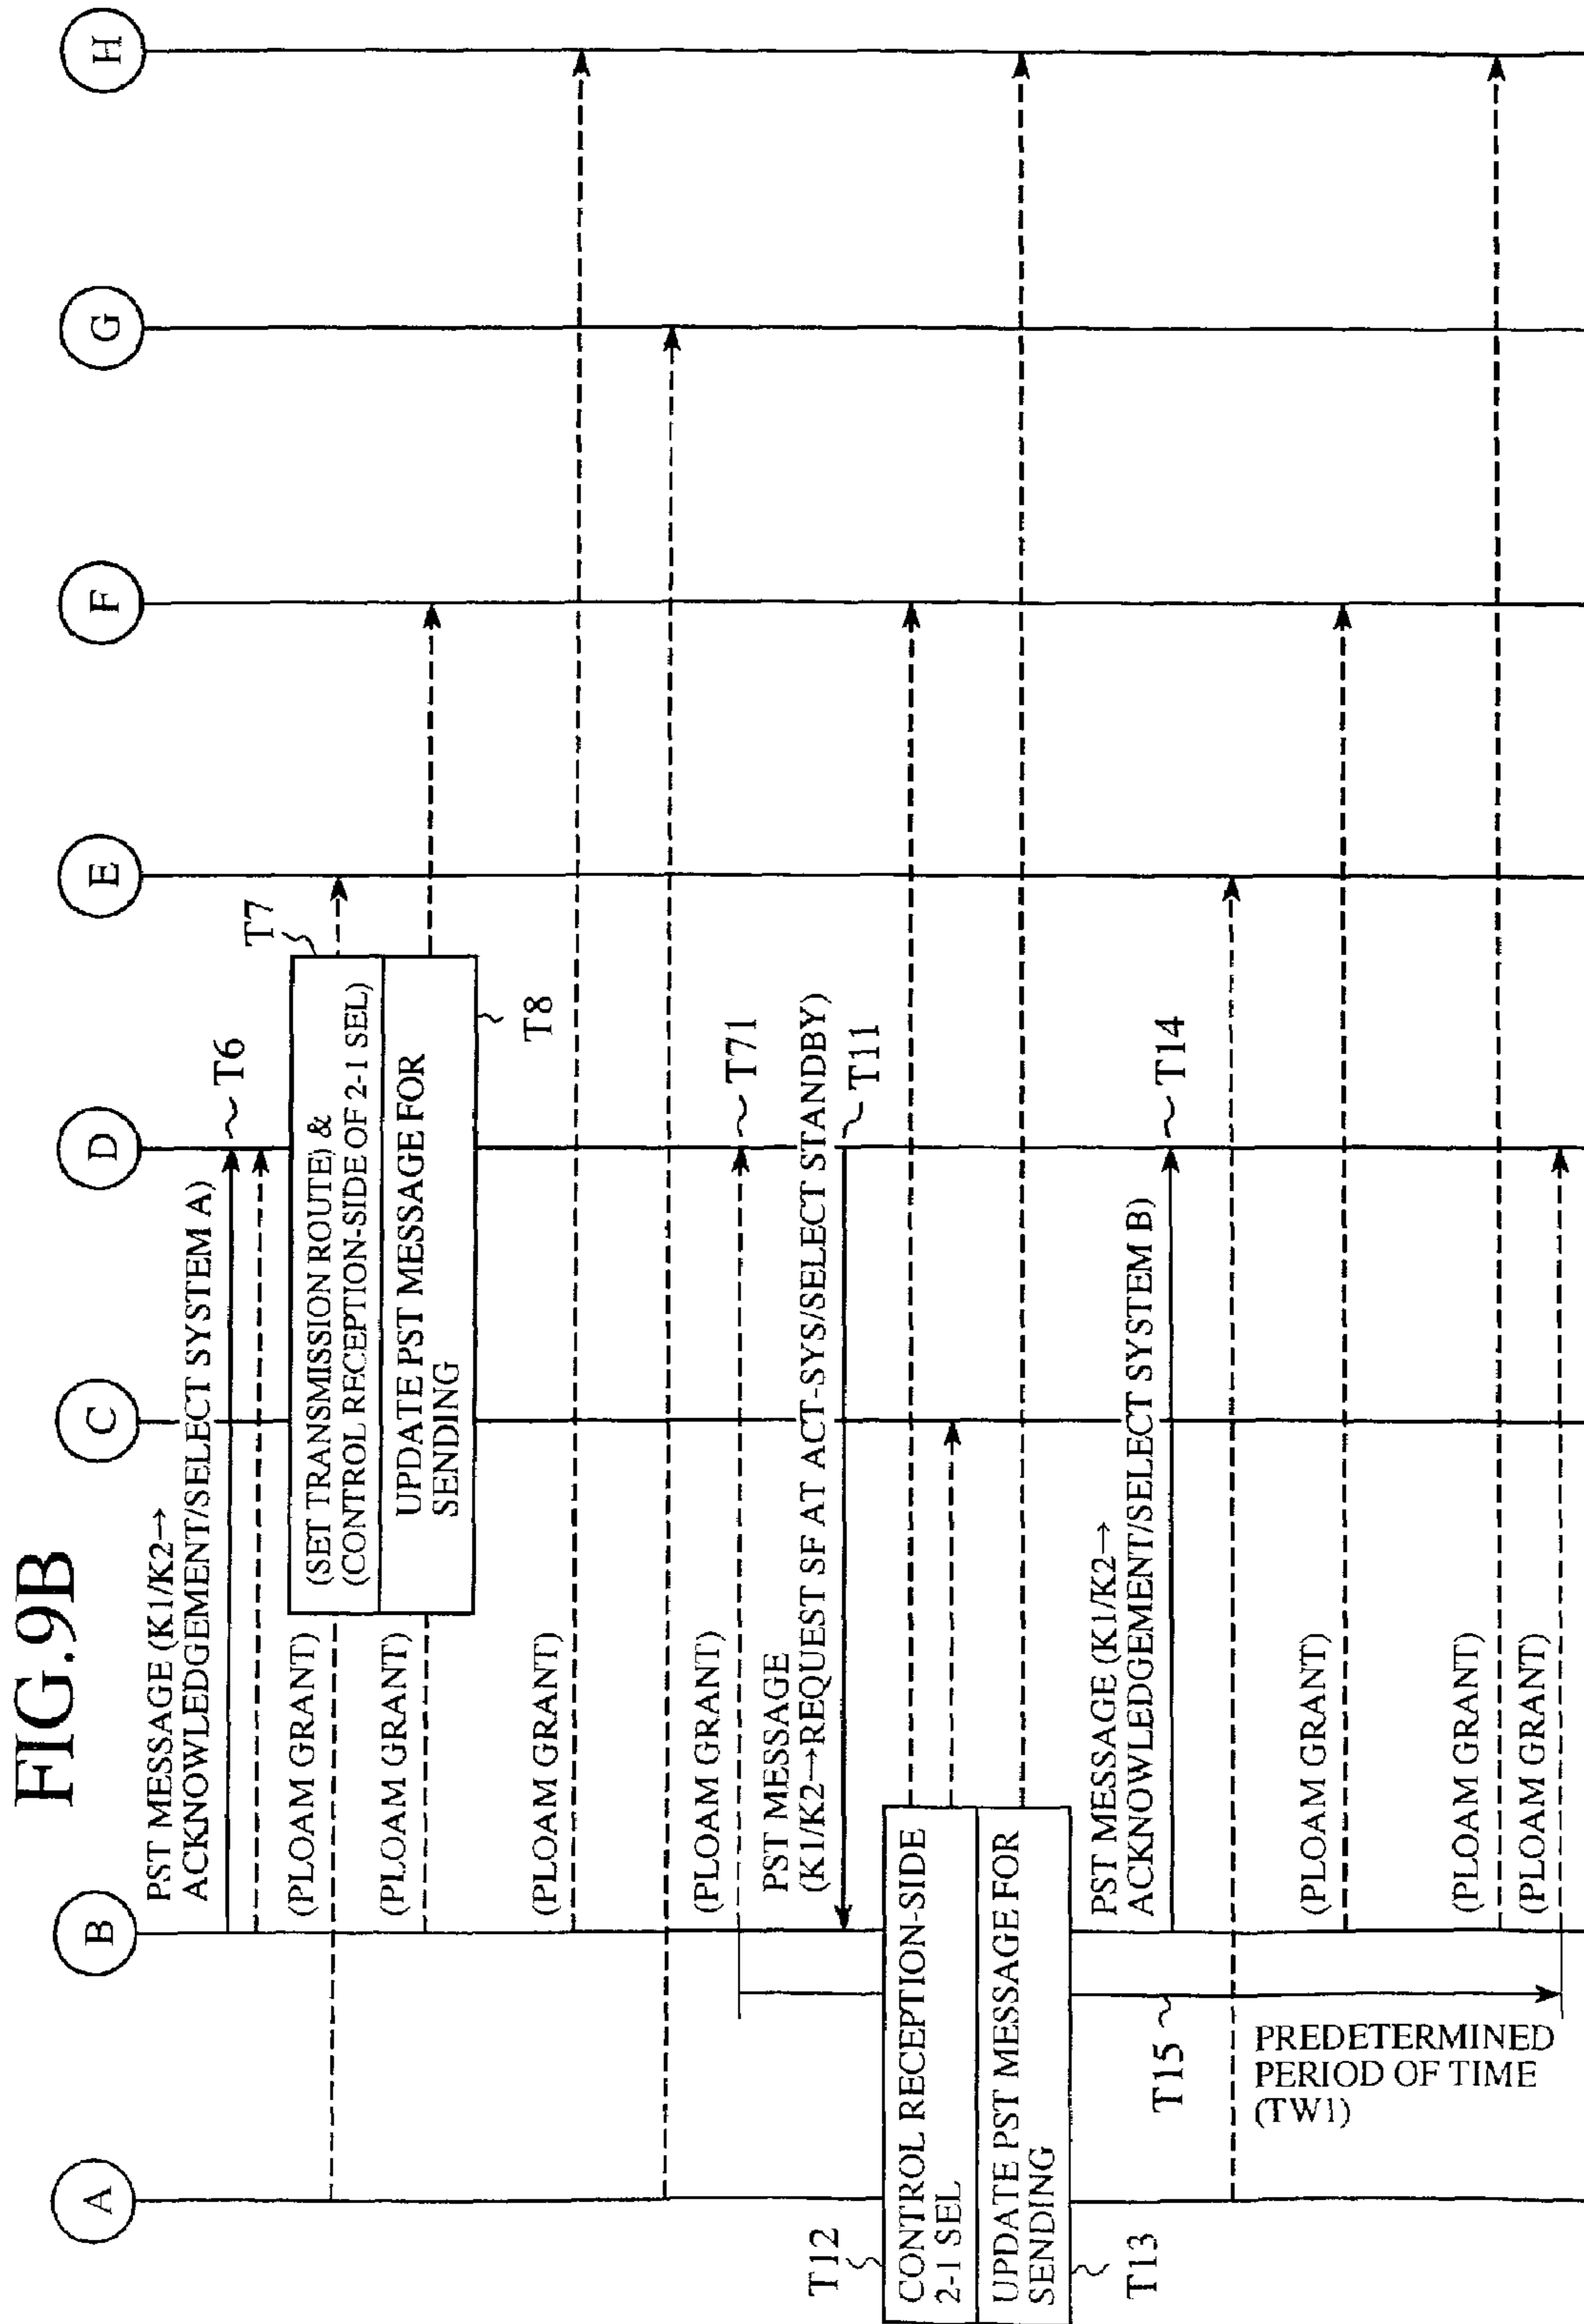 FIG.9B
A
B
C
D
E
F
G
H
PST MESSAGE (K1/K2→
ACKNOWLEDGEMENT/SELECT SYSTEM A)
T6
T7
(PLOAM GRANT)
(SET TRANSMISSION ROUTE) &
(CONTROL RECEPTION-SIDE OF 2-1 SEL)
(PLOAM GRANT)
UPDATE PST MESSAGE FOR
SENDING
T8
(PLOAM GRANT)
(PLOAM GRANT)
T71
PST MESSAGE
(K1/K2→REQUEST SF AT ACT-SYS/SELECT STANDBY)
T11
T12
CONTROL RECEPTION-SIDE
2-1 SEL
UPDATE PST MESSAGE FOR
SENDING
T13
PST MESSAGE (K1/K2→
ACKNOWLEDGEMENT/SELECT SYSTEM B)
T14
T15
PREDETERMINED
PERIOD OF TIME
(TW1)
(PLOAM GRANT)
(PLOAM GRANT)
(PLOAM GRANT)